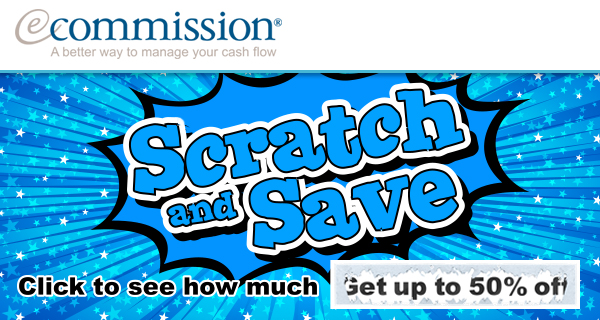 ecommission®
A better way to manage your cash flow
Scratch
and Save
Click to see how much Get up to 50% off